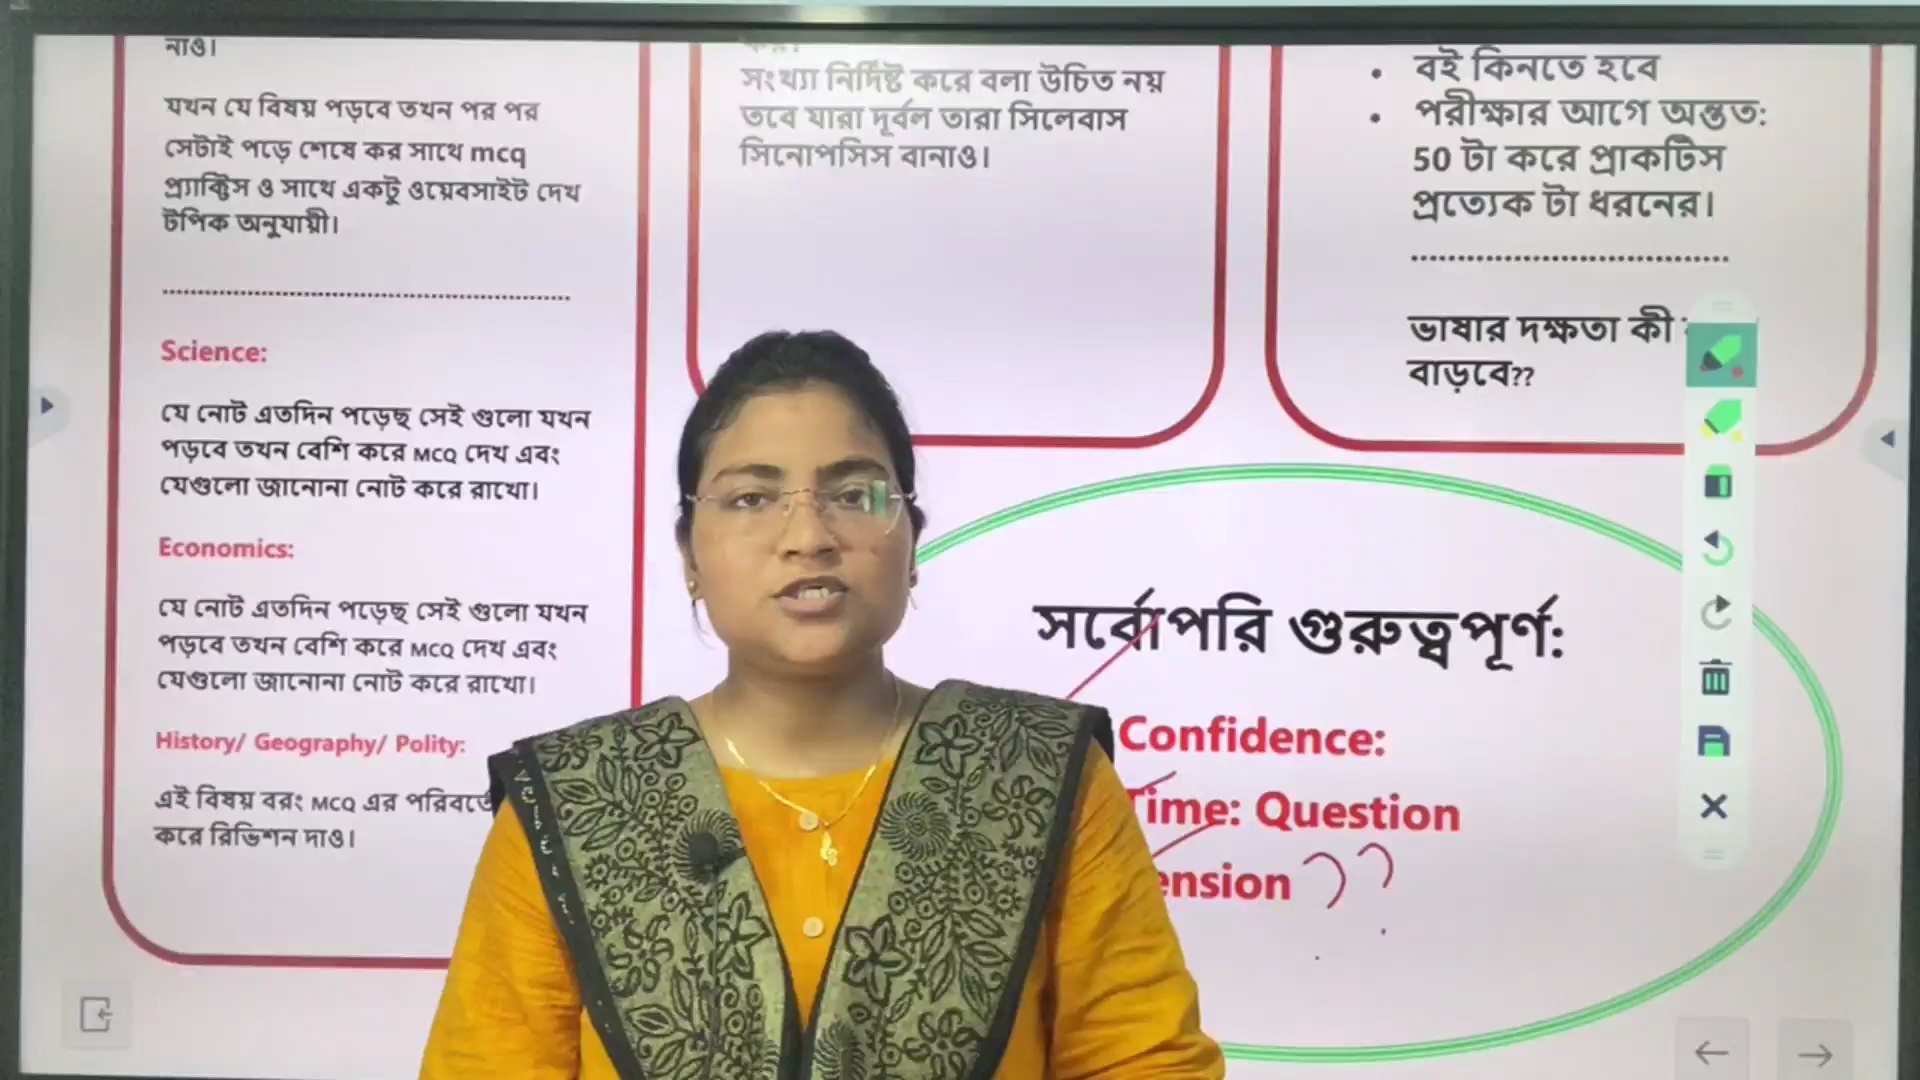 নাও।
যখন যে বিষয় পড়বে তখন পর পর
সেটাই পড়ে শেষে কর সাথে mcq
প্র্যাক্টিস ও সাথে একটু ওয়েবসাইট দেখ
টপিক অনুযায়ী।
Science:
যে নোট এতদিন পড়েছ সেই গুলো যখন
পড়বে তখন বেশি করে MCQ দেখ এবং
যেগুলো জানোনা নোট করে রাখো।
Economics:
যে নোট এতদিন পড়েছ সেই গুলো যখন
পড়বে তখন বেশি করে MCQ দেখ এবং
যেগুলো জানোনা নোট করে রাখো।
History/ Geography/ Polity:
এই বিষয় বরং MCQ এর পরিবর্তে
করে রিভিশন দাও।
সংখ্যা নির্দিষ্ট করে বলা উচিত নয়
তবে যারা দূর্বল তারা সিলেবাস
সিনোপসিস বানাও।
• বই কিনতে হবে
• পরীক্ষার আগে অন্তত:
50 টা করে প্রাকটিস
প্রত্যেক টা ধরনের।
ভাষার দক্ষতা কী
বাড়বে??
সর্বোপরি গুরুত্বপূর্ণ:
Confidence:
Time: Question
ension ??